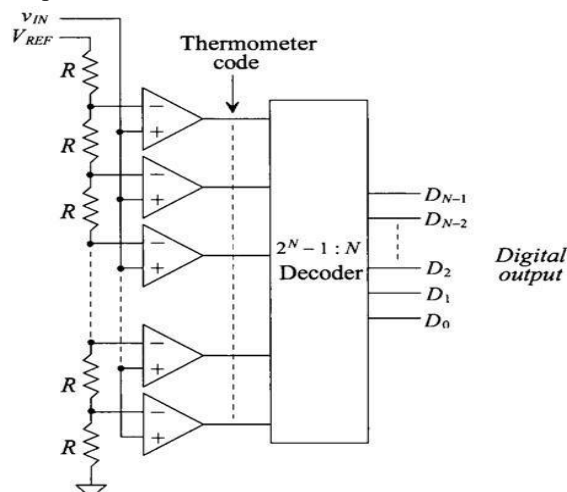 v_IN
V_REF
Thermometer
code
R
R
R
R
R
− +
− +
− +
− +
− +
2^N − 1 : N
Decoder
D_N−1
D_N−2
D_2
D_1
D_0
Digital
output